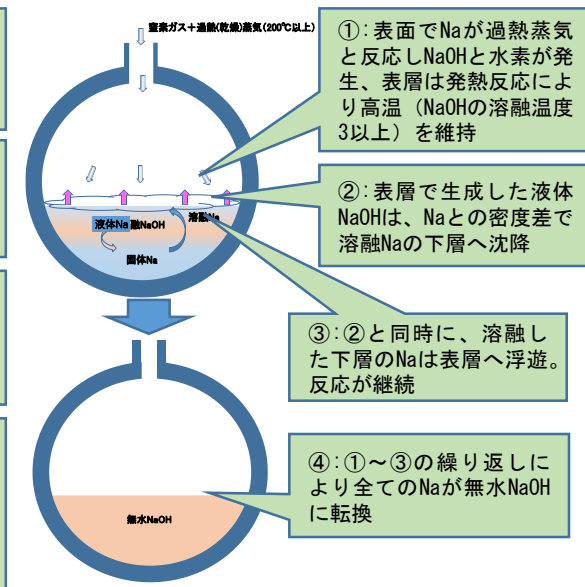 窒素ガス+過熱(乾燥)蒸気(200℃以上)
①:表面でNaが過熱蒸気
と反応しNaOHと水素が発
生、表層は発熱反応によ
り高温(NaOHの溶融温度
3以上)を維持
②:表層で生成した液体
NaOHは、Naとの密度差で
溶融Naの下層へ沈降
溶融Na
液体Na
融NaOH
固体Na
③:②と同時に、溶融し
た下層のNaは表層へ浮遊。
反応が継続
④:①~③の繰り返しに
より全てのNaが無水NaOH
に転換
無水NaOH